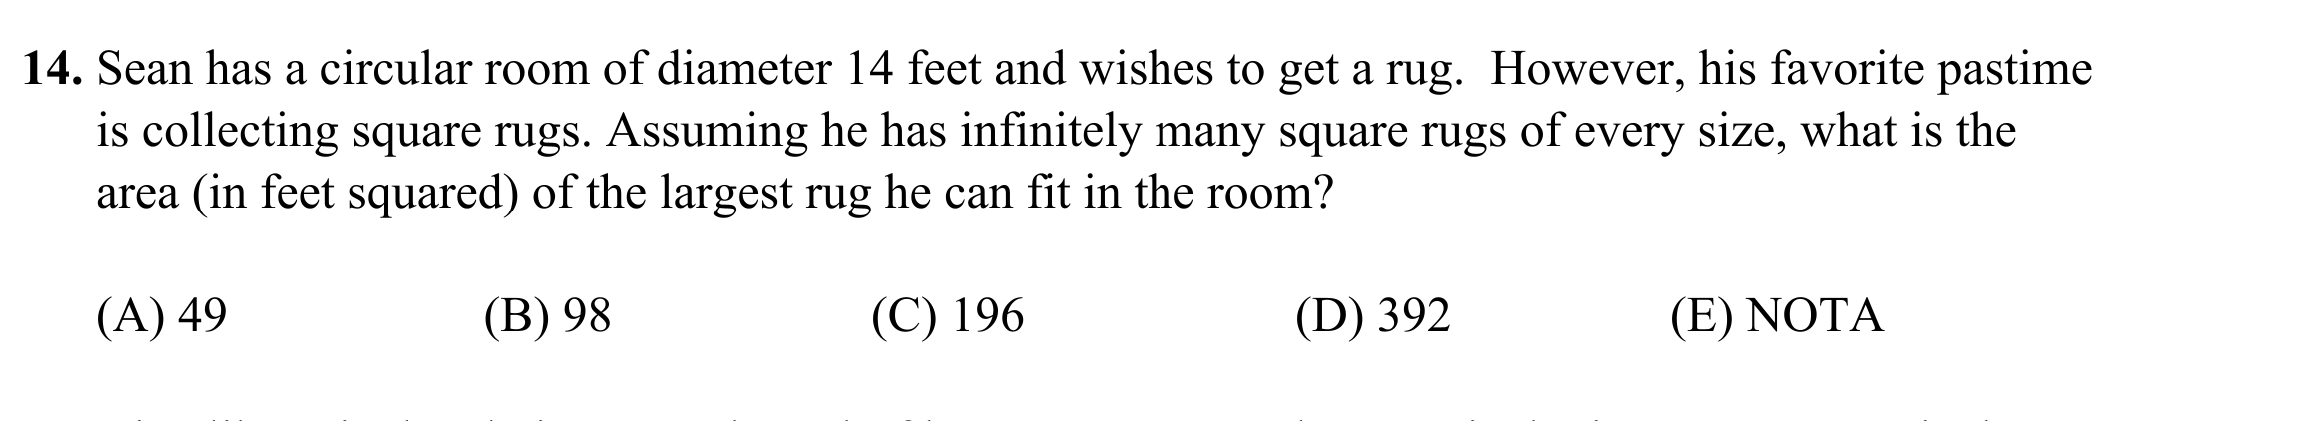 14. Sean has a circular room of diameter 14 feet and wishes to get a rug. However, his favorite pastime
is collecting square rugs. Assuming he has infinitely many square rugs of every size, what is the
area (in feet squared) of the largest rug he can fit in the room?
(A) 49 (B) 98 (C) 196 (D) 392 (E) NOTA